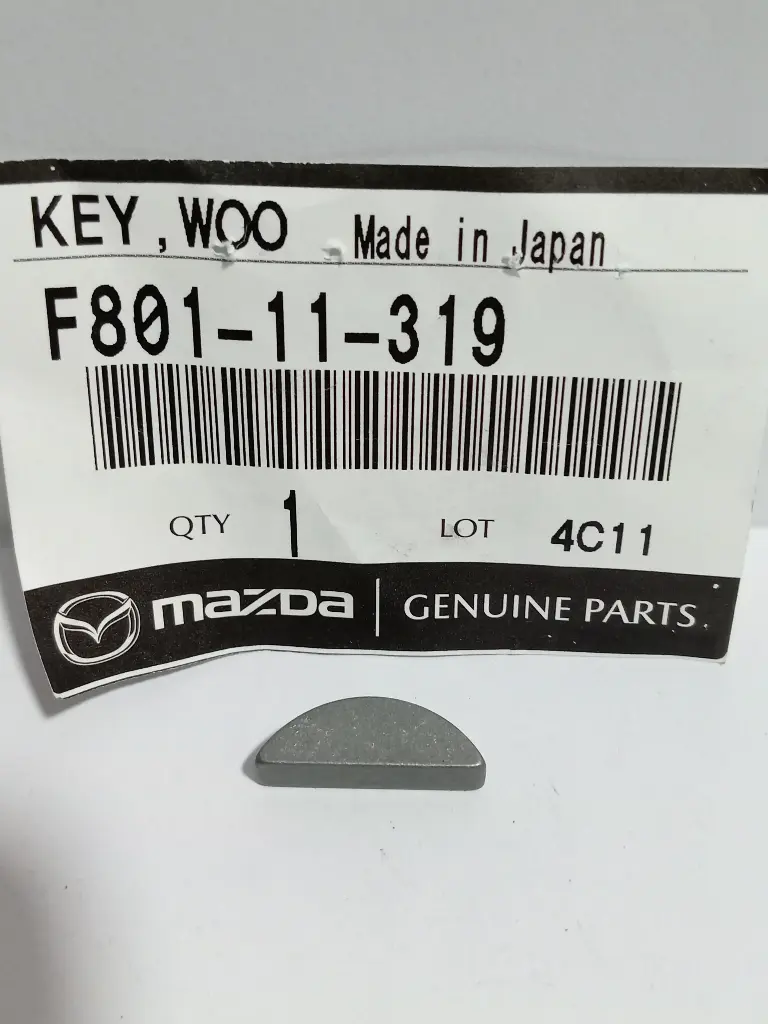 KEY,WOO Made in Japan
F801-11-319
QTY 1 LOT 4C11
mazda GENUINE PARTS